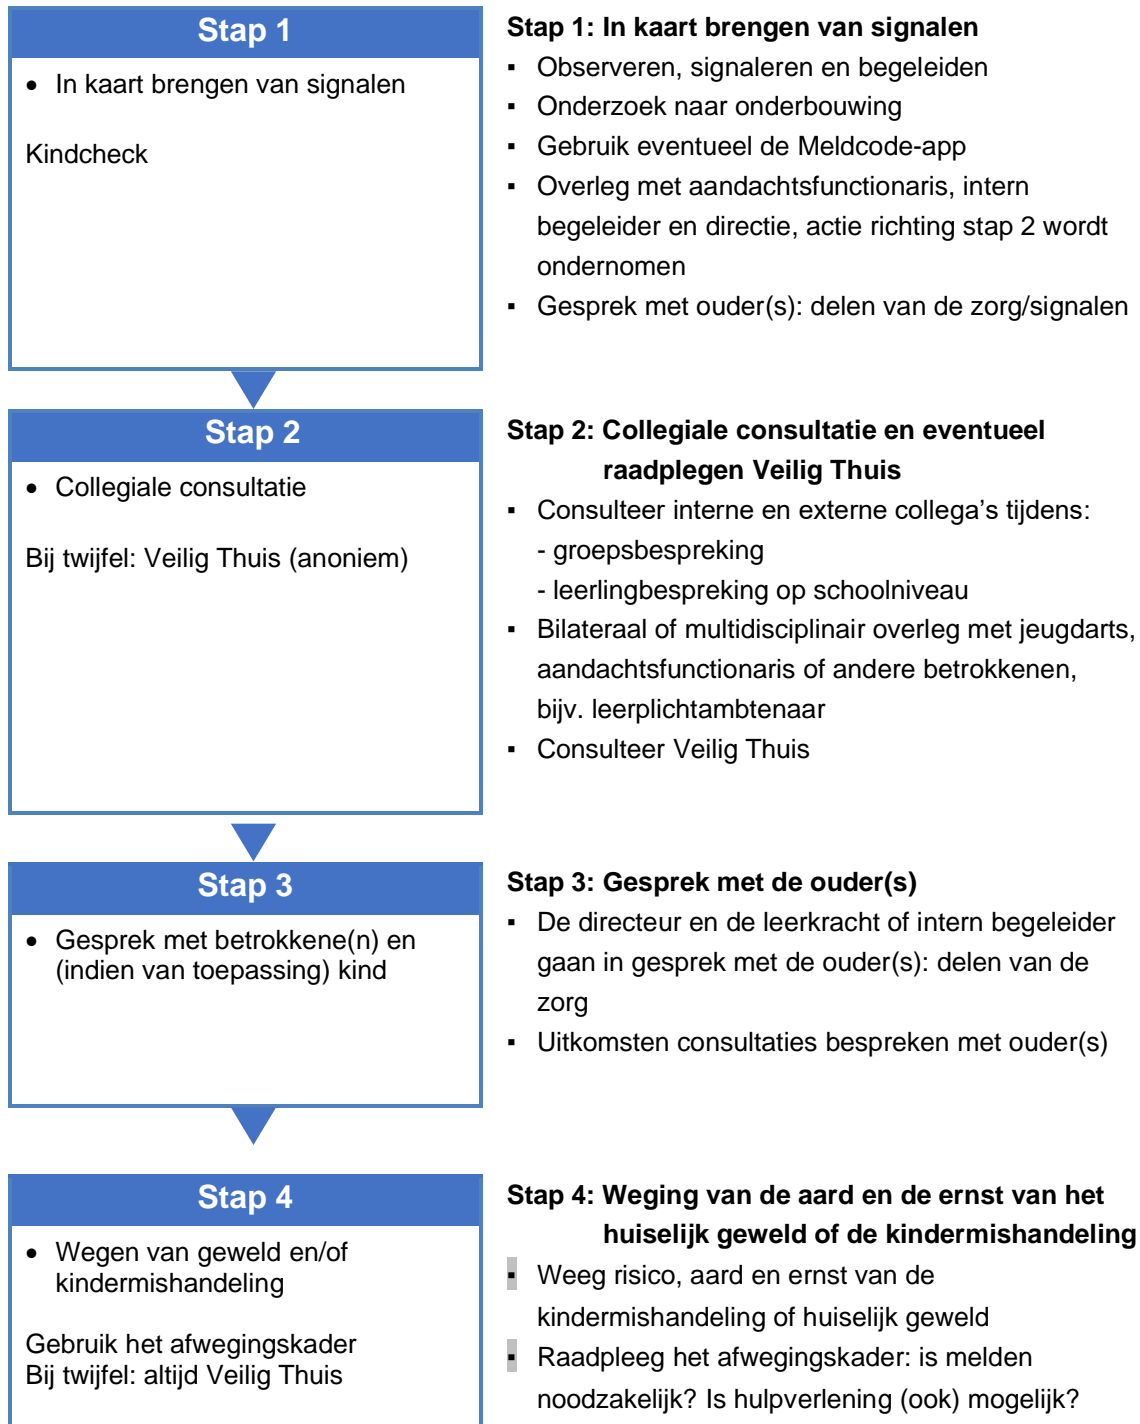 Stap 1
• In kaart brengen van signalen
Kindcheck
Stap 1: In kaart brengen van signalen
▪ Observeren, signaleren en begeleiden
▪ Onderzoek naar onderbouwing
▪ Gebruik eventueel de Meldcode-app
▪ Overleg met aandachtsfunctionaris, intern
begeleider en directie, actie richting stap 2 wordt
ondernomen
▪ Gesprek met ouder(s): delen van de zorg/signalen
Stap 2
• Collegiale consultatie
Bij twijfel: Veilig Thuis (anoniem)
Stap 2: Collegiale consultatie en eventueel
raadplegen Veilig Thuis
▪ Consulteer interne en externe collega’s tijdens:
- groepsbespreking
- leerlingbespreking op schoolniveau
▪ Bilateraal of multidisciplinair overleg met jeugdarts,
aandachtsfunctionaris of andere betrokkenen,
bijv. leerplichtambtenaar
▪ Consulteer Veilig Thuis
Stap 3
• Gesprek met betrokkene(n) en
(indien van toepassing) kind
Stap 3: Gesprek met de ouder(s)
▪ De directeur en de leerkracht of intern begeleider
gaan in gesprek met de ouder(s): delen van de
zorg
▪ Uitkomsten consultaties bespreken met ouder(s)
Stap 4
• Wegen van geweld en/of
kindermishandeling
Gebruik het afwegingskader
Bij twijfel: altijd Veilig Thuis
Stap 4: Weging van de aard en de ernst van het
huiselijk geweld of de kindermishandeling
▪ Weeg risico, aard en ernst van de
kindermishandeling of huiselijk geweld
▪ Raadpleeg het afwegingskader: is melden
noodzakelijk? Is hulpverlening (ook) mogelijk?